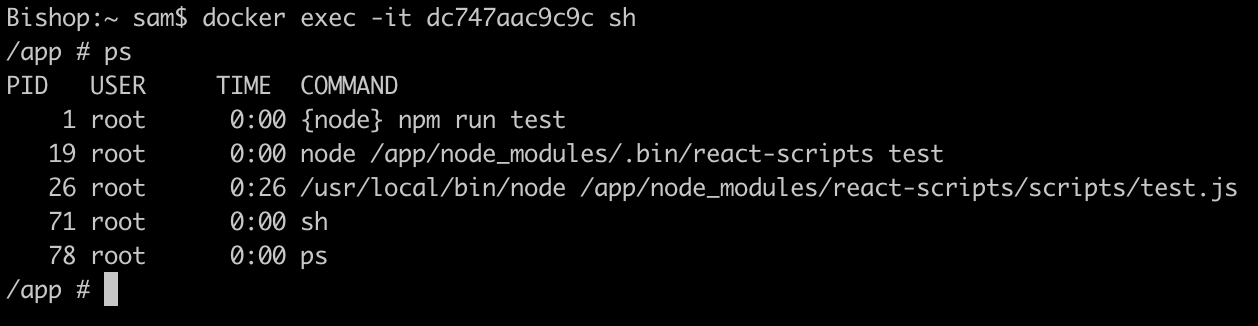 Bishop:~ sam$ docker exec -it dc747aac9c9c sh
/app # ps
PID   USER     TIME  COMMAND
    1 root      0:00 {node} npm run test
   19 root      0:00 node /app/node_modules/.bin/react-scripts test
   26 root      0:26 /usr/local/bin/node /app/node_modules/react-scripts/scripts/test.js
   71 root      0:00 sh
   78 root      0:00 ps
/app #